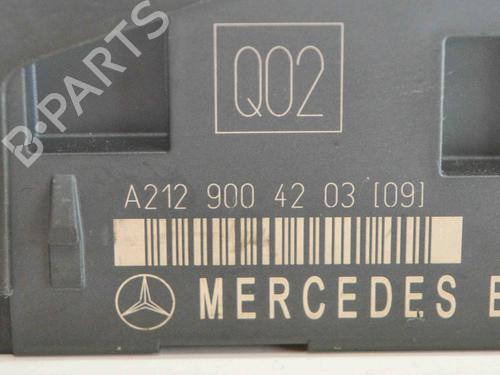 B-PARTS
Q02
A212 900 42 03 [09]
MERCEDES B